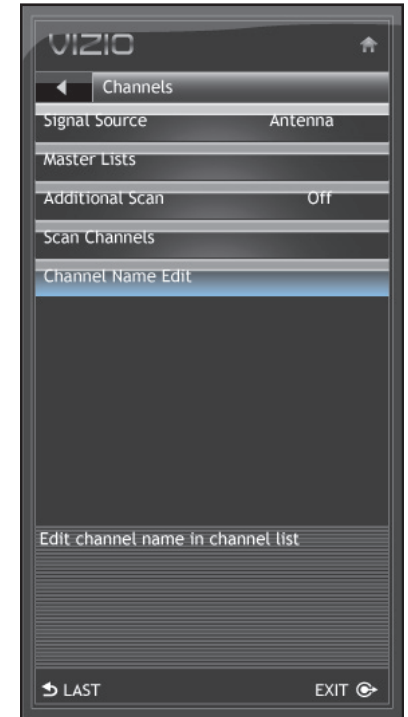 VIZIO
Channels
Signal Source Antenna
Master Lists
Additional Scan Off
Scan Channels
Channel Name Edit
Edit channel name in channel list
LAST EXIT